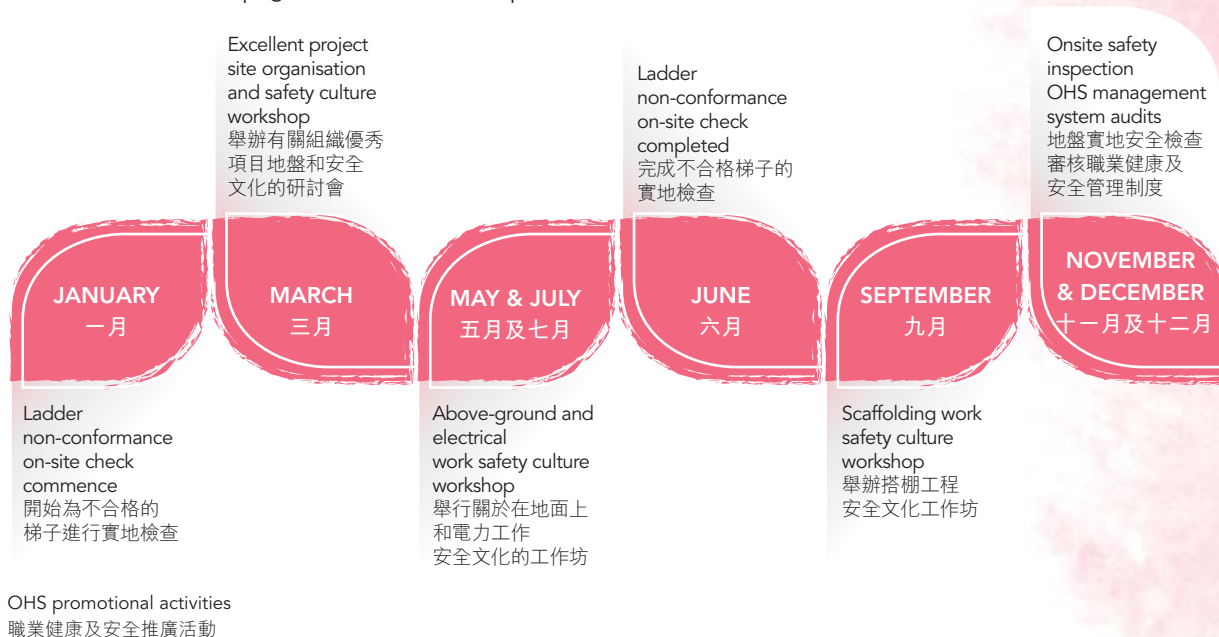 Excellent project
site organisation
and safety culture
workshop
舉辦有關組織優秀
項目地盤和安全
文化的研討會
Ladder
non-conformance
on-site check
completed
完成不合格梯子的
實地檢查
Onsite safety
inspection
OHS management
system audits
地盤實地安全檢查
審核職業健康及
安全管理制度
JANUARY
一月
MARCH
三月
MAY & JULY
五月及七月
JUNE
六月
SEPTEMBER
九月
NOVEMBER
& DECEMBER
十一月及十二月
Ladder
non-conformance
on-site check
commence
開始為不合格的
梯子進行實地檢查
Above-ground and
electrical
work safety culture
workshop
舉行關於在地面上
和電力工作
安全文化的工作坊
Scaffolding work
safety culture
workshop
舉辦搭棚工程
安全文化工作坊
OHS promotional activities
職業健康及安全推廣活動